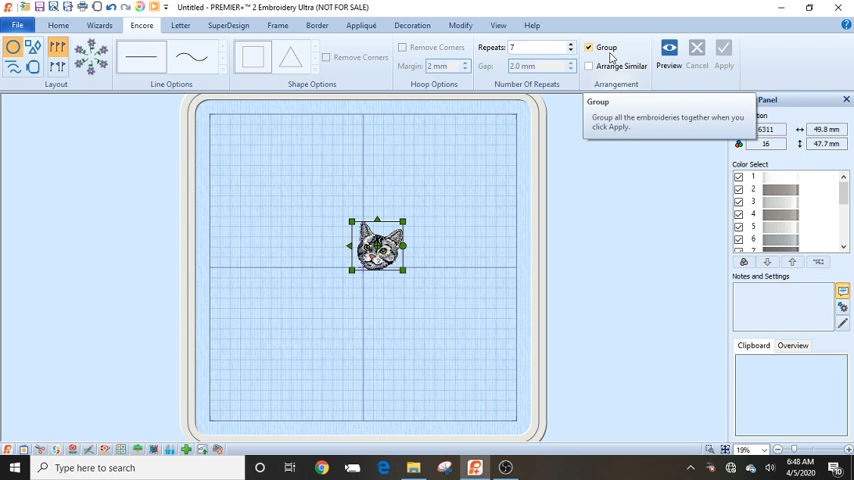 Untitled - PREMIER+™ 2 Embroidery Ultra (NOT FOR SALE)
File Home Wizards Encore Letter SuperDesign Frame Border Appliqué Decoration Modify View Help
Remove Corners
Remove Corners
Margin: 2 mm
Repeats: 7
Gap: 2.0 mm
Group
Arrange Similar
Preview Cancel Apply
Layout Line Options Shape Options Hoop Options Number Of Repeats Arrangement
Group
Group all the embroideries together when you
click Apply.
Panel
6311 49.8 mm
16 47.7 mm
Color Select
1
2
3
4
5
6
7
Notes and Settings
Clipboard Overview
19%
Type here to search
6:48 AM
4/5/2020